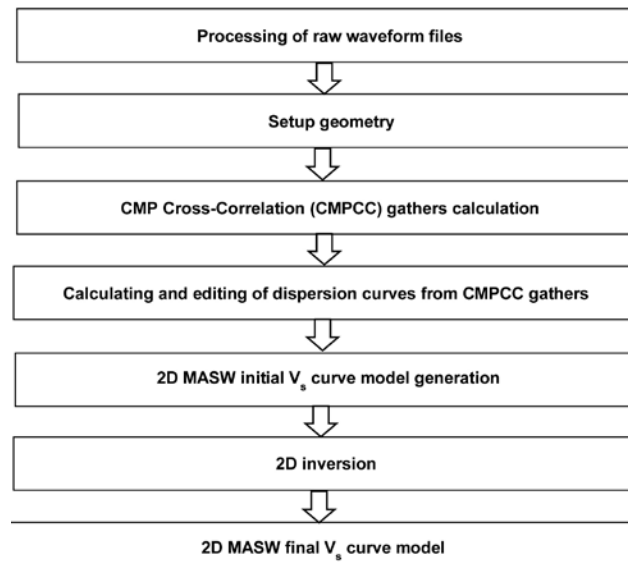 Processing of raw waveform files
Setup geometry
CMP Cross-Correlation (CMPCC) gathers calculation
Calculating and editing of dispersion curves from CMPCC gathers
2D MASW initial Vs curve model generation
2D inversion
2D MASW final Vs curve model